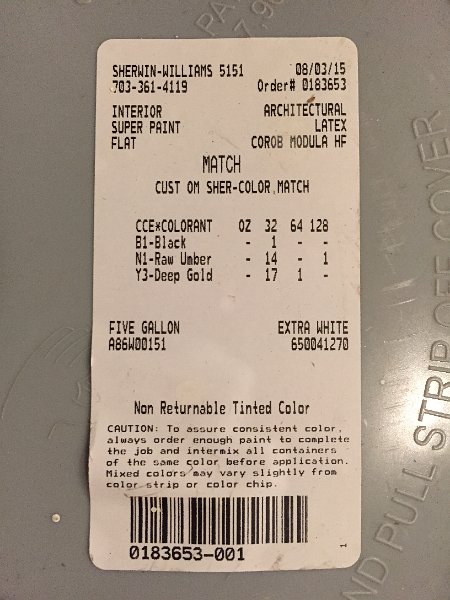 SHERWIN-WILLIAMS 5151 08/03/15
703-361-4119 Order# 0183653
INTERIOR ARCHITECTURAL
SUPER PAINT LATEX
FLAT COROB MODULA HF
MATCH
CUST OM SHER-COLOR MATCH
CCE*COLORANT OZ 32 64 128
B1-Black - 1 - -
N1-Raw Umber - 14 - 1
Y3-Deep Gold - 17 1 -
FIVE GALLON EXTRA WHITE
A86W00151 650041270
Non Returnable Tinted Color
CAUTION: To assure consistent color,
always order enough paint to complete
the job and intermix all containers
of the same color before application.
Mixed colors may vary slightly from
color strip or color chip.
0183653-001
1
PULL STRIP OFF COVER